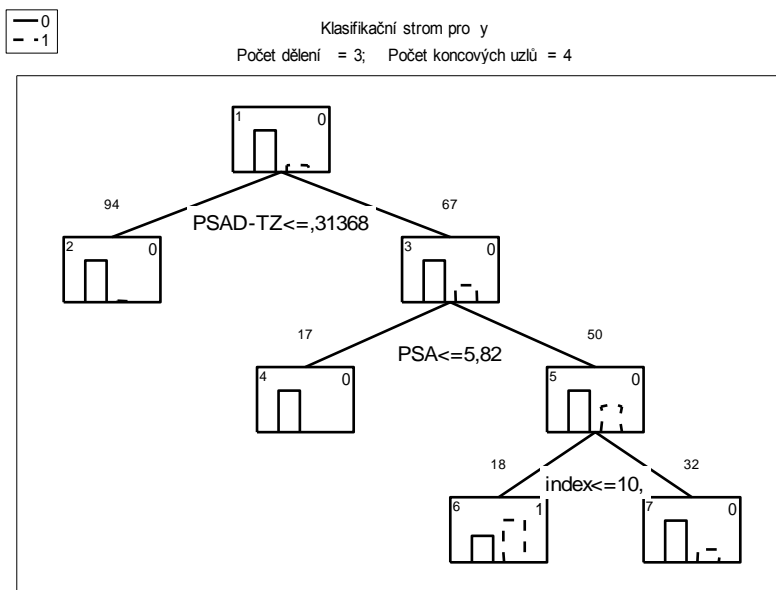 0
1
Klasifikační strom pro y
Počet dělení = 3; Počet koncových uzlů = 4
1 0
94 67
PSAD-TZ<=,31368
2 0
3 0
17 50
PSA<=5,82
4 0
5 0
18 32
index<=10,
6 1
7 0